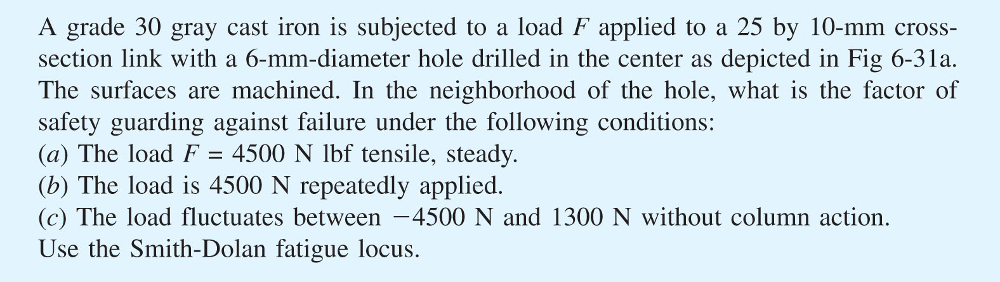 A grade 30 gray cast iron is subjected to a load F applied to a 25 by 10-mm cross-
section link with a 6-mm-diameter hole drilled in the center as depicted in Fig 6-31a.
The surfaces are machined. In the neighborhood of the hole, what is the factor of
safety guarding against failure under the following conditions:
(a) The load F = 4500 N lbf tensile, steady.
(b) The load is 4500 N repeatedly applied.
(c) The load fluctuates between −4500 N and 1300 N without column action.
Use the Smith-Dolan fatigue locus.